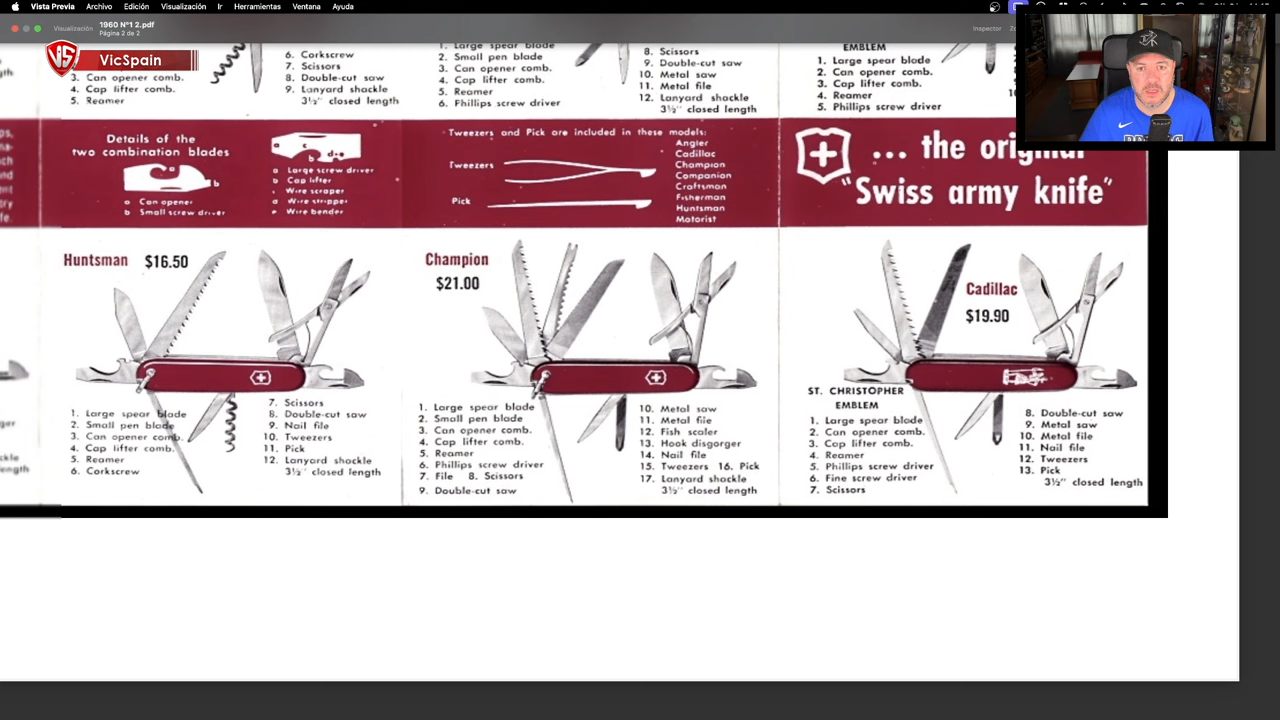 Vista Previa Archivo Edición Visualización Ir Herramientas Ventana Ayuda
Visualización
1960 N°1 2.pdf
Página 2 de 2
Inspector
VicSpain
3. Can opener comb.
4. Cap lifter comb.
5. Reamer
6. Corkscrew
7. Scissors
8. Double-cut saw
9. Lanyard shackle
3½" closed length
1. Large spear blade
2. Small pen blade
3. Can opener comb.
4. Cap lifter comb.
5. Reamer
6. Phillips screw driver
8. Scissors
9. Double-cut saw
10. Metal saw
11. Metal file
12. Lanyard shackle
3½" closed length
EMBLEM
1. Large spear blade
2. Can opener comb.
3. Cap lifter comb.
4. Reamer
5. Phillips screw driver
Details of the
two combination blades
a Can opener
b Small screw driver
a Large screw driver
b Cap lifter
c Wire scraper
d Wire stripper
e Wire bender
Tweezers and Pick are included in these models:
Tweezers
Pick
Angler
Cadillac
Champion
Companion
Craftsman
Fisherman
Huntsman
Motorist
... the original
"Swiss army knife"
Huntsman $16.50
1. Large spear blade
2. Small pen blade
3. Can opener comb.
4. Cap lifter comb.
5. Reamer
6. Corkscrew
7. Scissors
8. Double-cut saw
9. Nail file
10. Tweezers
11. Pick
12. Lanyard shackle
3½" closed length
Champion
$21.00
1. Large spear blade
2. Small pen blade
3. Can opener comb.
4. Cap lifter comb.
5. Reamer
6. Phillips screw driver
7. File 8. Scissors
9. Double-cut saw
10. Metal saw
11. Metal file
12. Fish scaler
13. Hook disgorger
14. Nail file
15. Tweezers 16. Pick
17. Lanyard shackle
3½" closed length
Cadillac
$19.90
ST. CHRISTOPHER
EMBLEM
1. Large spear blade
2. Can opener comb.
3. Cap lifter comb.
4. Reamer
5. Phillips screw driver
6. Fine screw driver
7. Scissors
8. Double-cut saw
9. Metal saw
10. Metal file
11. Nail file
12. Tweezers
13. Pick
3½" closed length